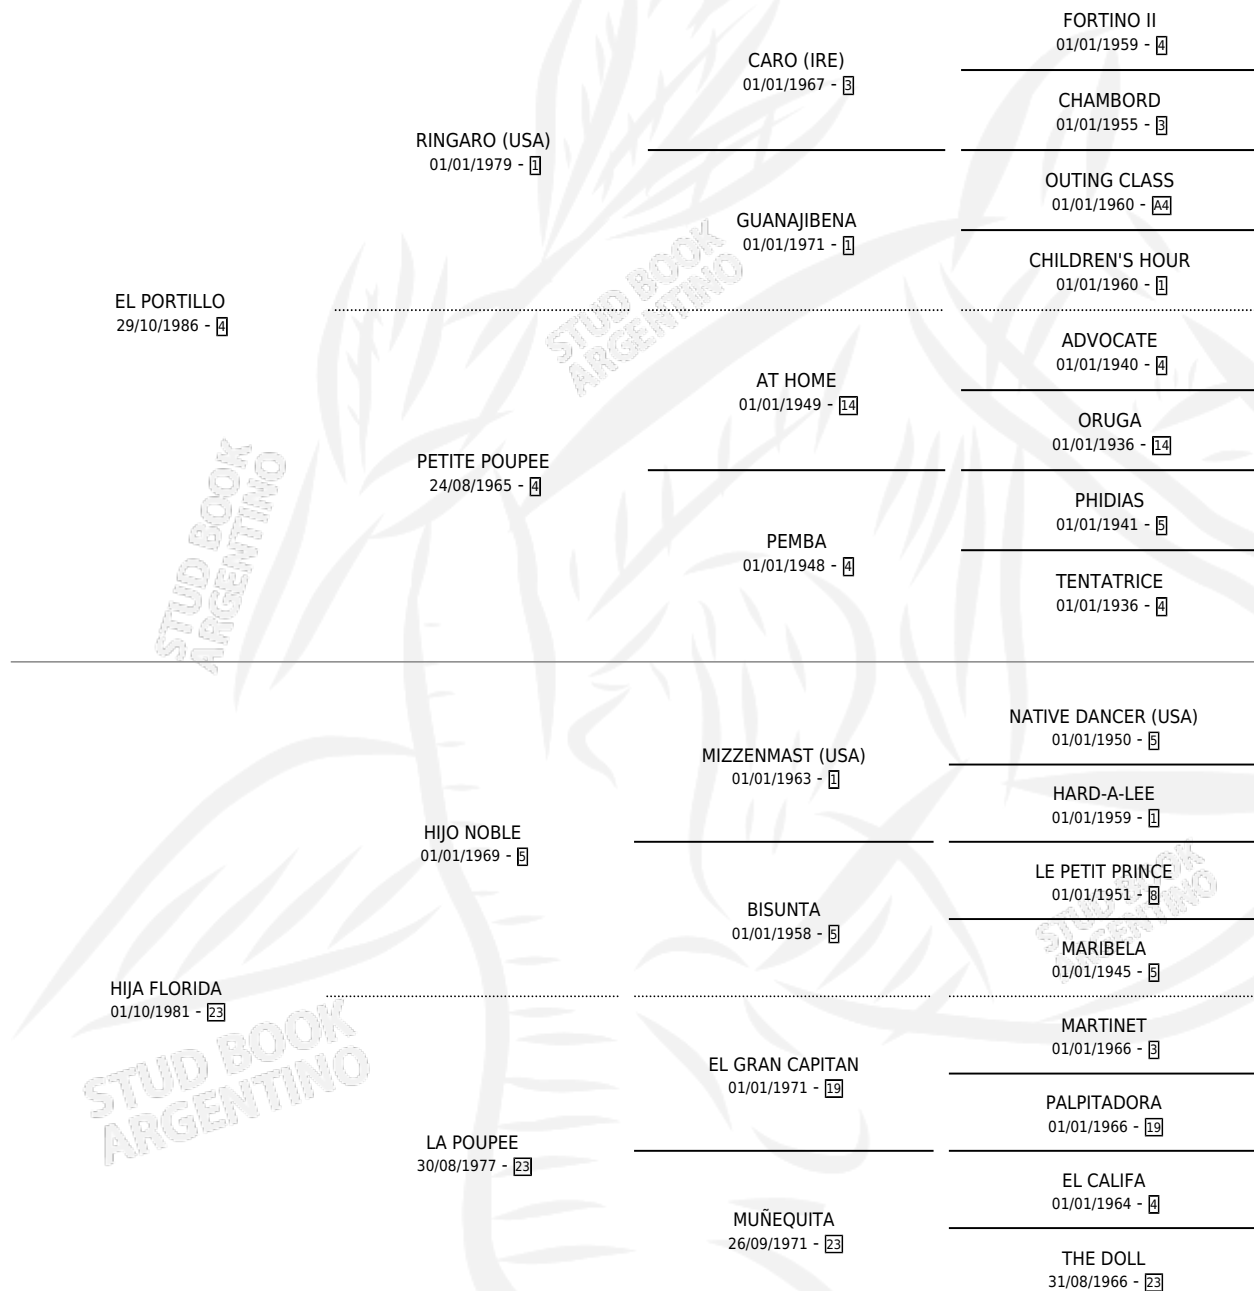 FORTINO II
01/01/1959 - 4
CARO (IRE)
01/01/1967 - 3
CHAMBORD
01/01/1955 - 3
RINGARO (USA)
01/01/1979 - 1
OUTING CLASS
01/01/1960 - A4
GUANAJIBENA
01/01/1971 - 1
CHILDREN'S HOUR
01/01/1960 - 1
EL PORTILLO
29/10/1986 - 4
ADVOCATE
01/01/1940 - 4
AT HOME
01/01/1949 - 14
ORUGA
01/01/1936 - 14
PETITE POUPEE
24/08/1965 - 4
PHIDIAS
01/01/1941 - 5
PEMBA
01/01/1948 - 4
TENTATRICE
01/01/1936 - 4
NATIVE DANCER (USA)
01/01/1950 - 5
MIZZENMAST (USA)
01/01/1963 - 1
HARD-A-LEE
01/01/1959 - 1
HIJO NOBLE
01/01/1969 - 5
LE PETIT PRINCE
01/01/1951 - 8
BISUNTA
01/01/1958 - 5
MARIBELA
01/01/1945 - 5
HIJA FLORIDA
01/10/1981 - 23
MARTINET
01/01/1966 - 3
EL GRAN CAPITAN
01/01/1971 - 19
PALPITADORA
01/01/1966 - 19
LA POUPEE
30/08/1977 - 23
EL CALIFA
01/01/1964 - 4
MUÑEQUITA
26/09/1971 - 23
THE DOLL
31/08/1966 - 23
STUD BOOK
ARGENTINO
STUD BOOK
ARGENTINO
STUD BOOK
ARGENTINO
STUD BOOK
ARGENTINO